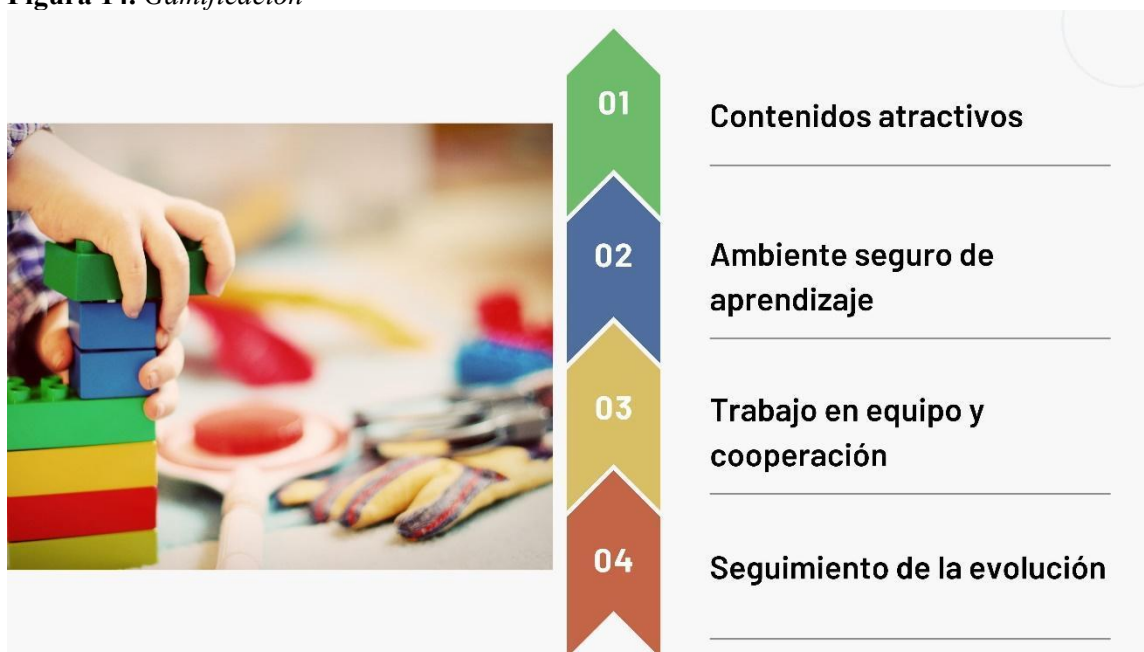 Figura 14. Gamificación
01
Contenidos atractivos
02
Ambiente seguro de
aprendizaje
03
Trabajo en equipo y
cooperación
04
Seguimiento de la evolución